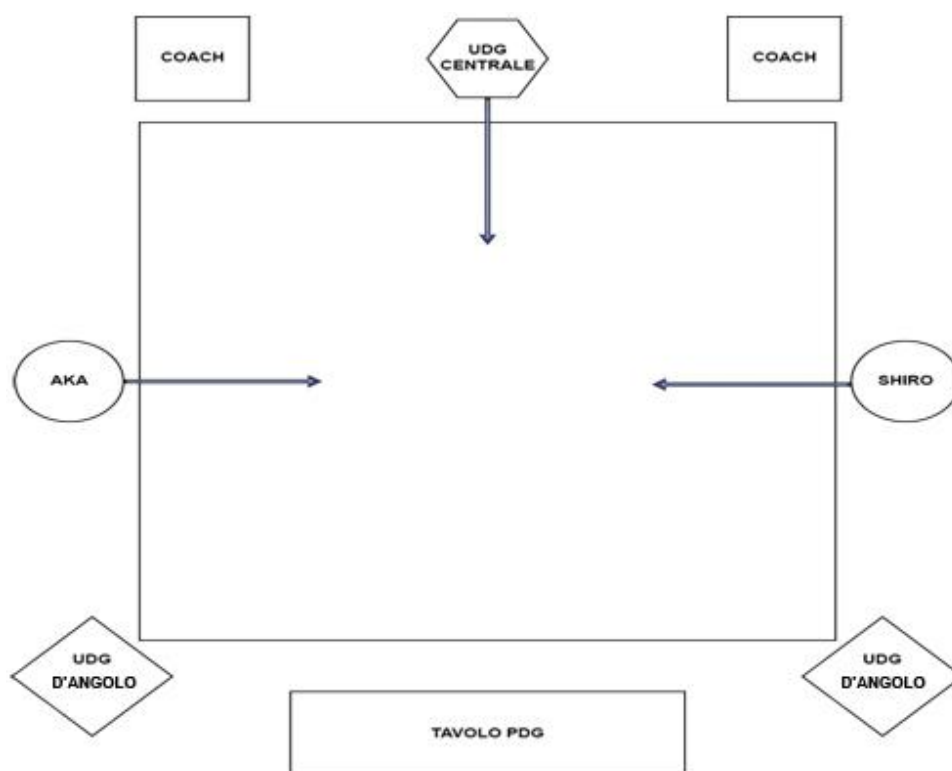 COACH
UDG
CENTRALE
COACH
AKA
SHIRO
UDG
D'ANGOLO
UDG
D'ANGOLO
TAVOLO PDG